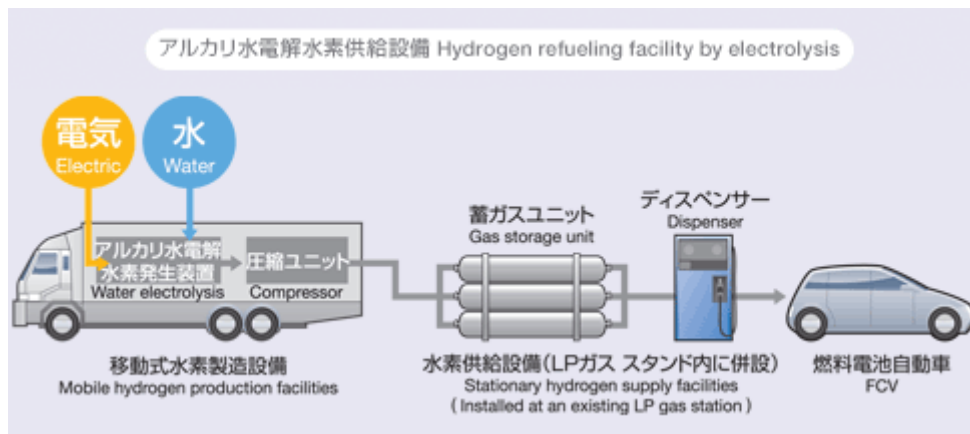 アルカリ水電解水素供給設備 Hydrogen refueling facility by electrolysis
電気
Electric
水
Water
アルカリ水電解
水素発生装置
Water electrolysis
圧縮ユニット
Compressor
蓄ガスユニット
Gas storage unit
ディスペンサー
Dispenser
移動式水素製造設備
Mobile hydrogen production facilities
水素供給設備(LPガス スタンド内に併設)
Stationary hydrogen supply facilities
( Installed at an existing LP gas station )
燃料電池自動車
FCV